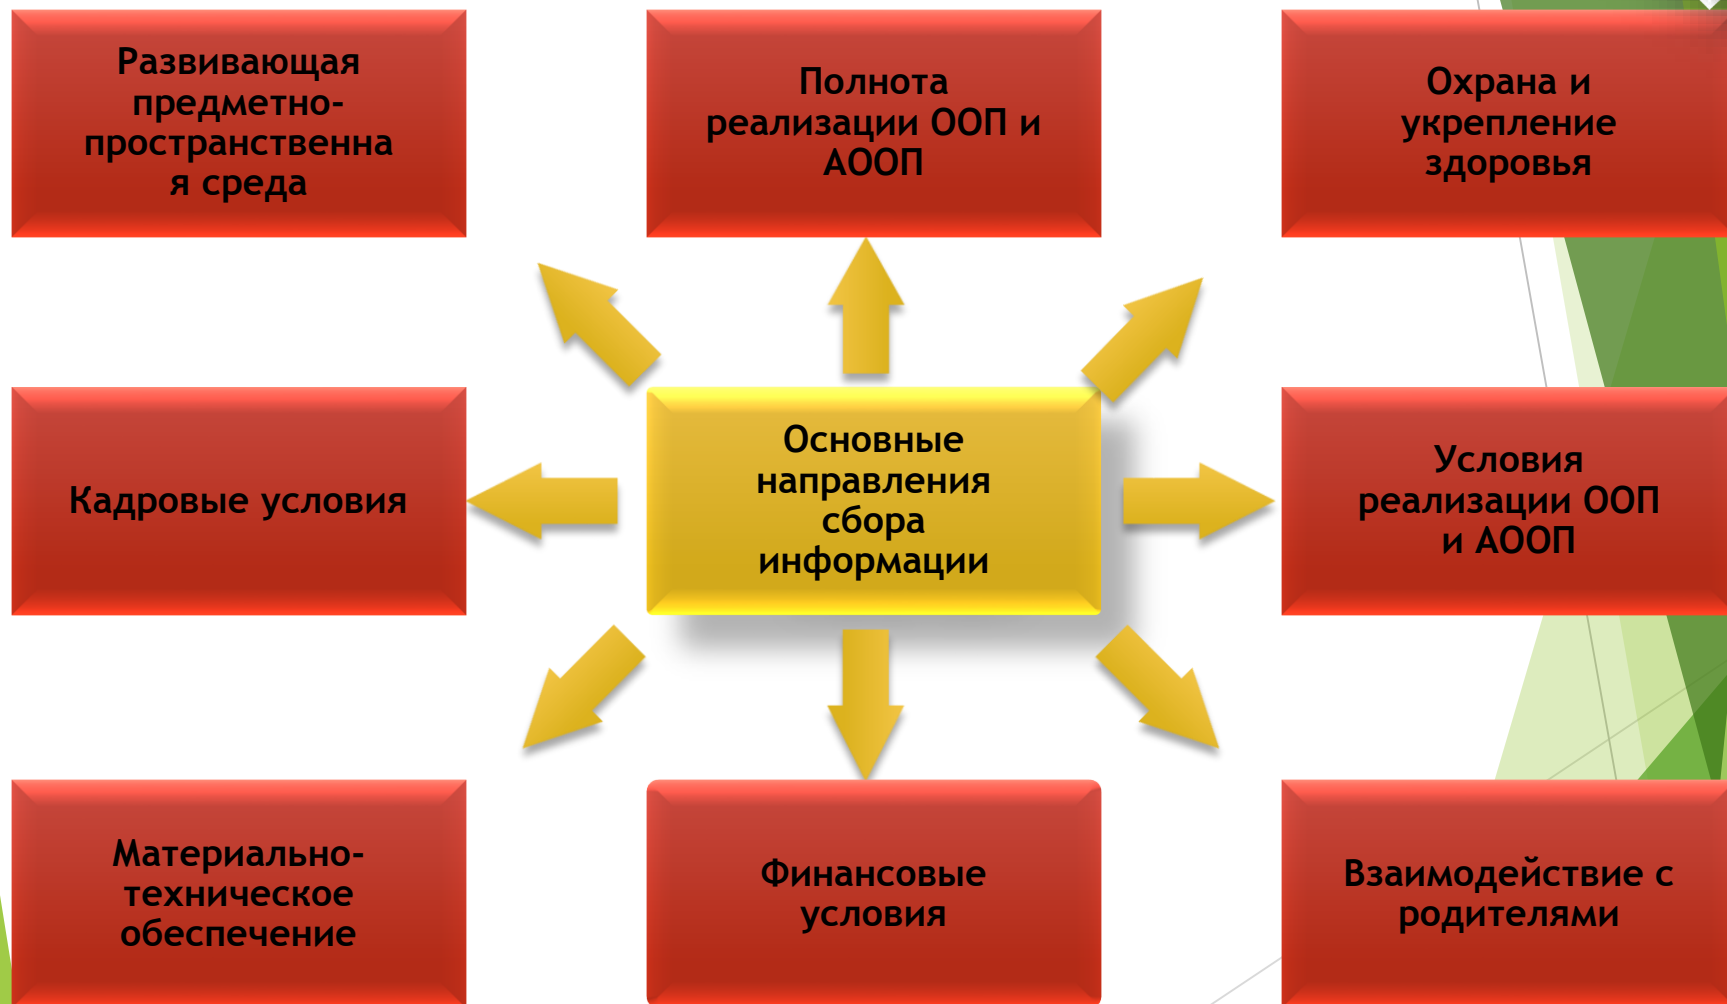 Развивающая
предметно-
пространственна
я среда
Полнота
реализации ООП и
АООП
Охрана и
укрепление
здоровья
Кадровые условия
Основные
направления
сбора
информации
Условия
реализации ООП
и АООП
Материально-
техническое
обеспечение
Финансовые
условия
Взаимодействие с
родителями